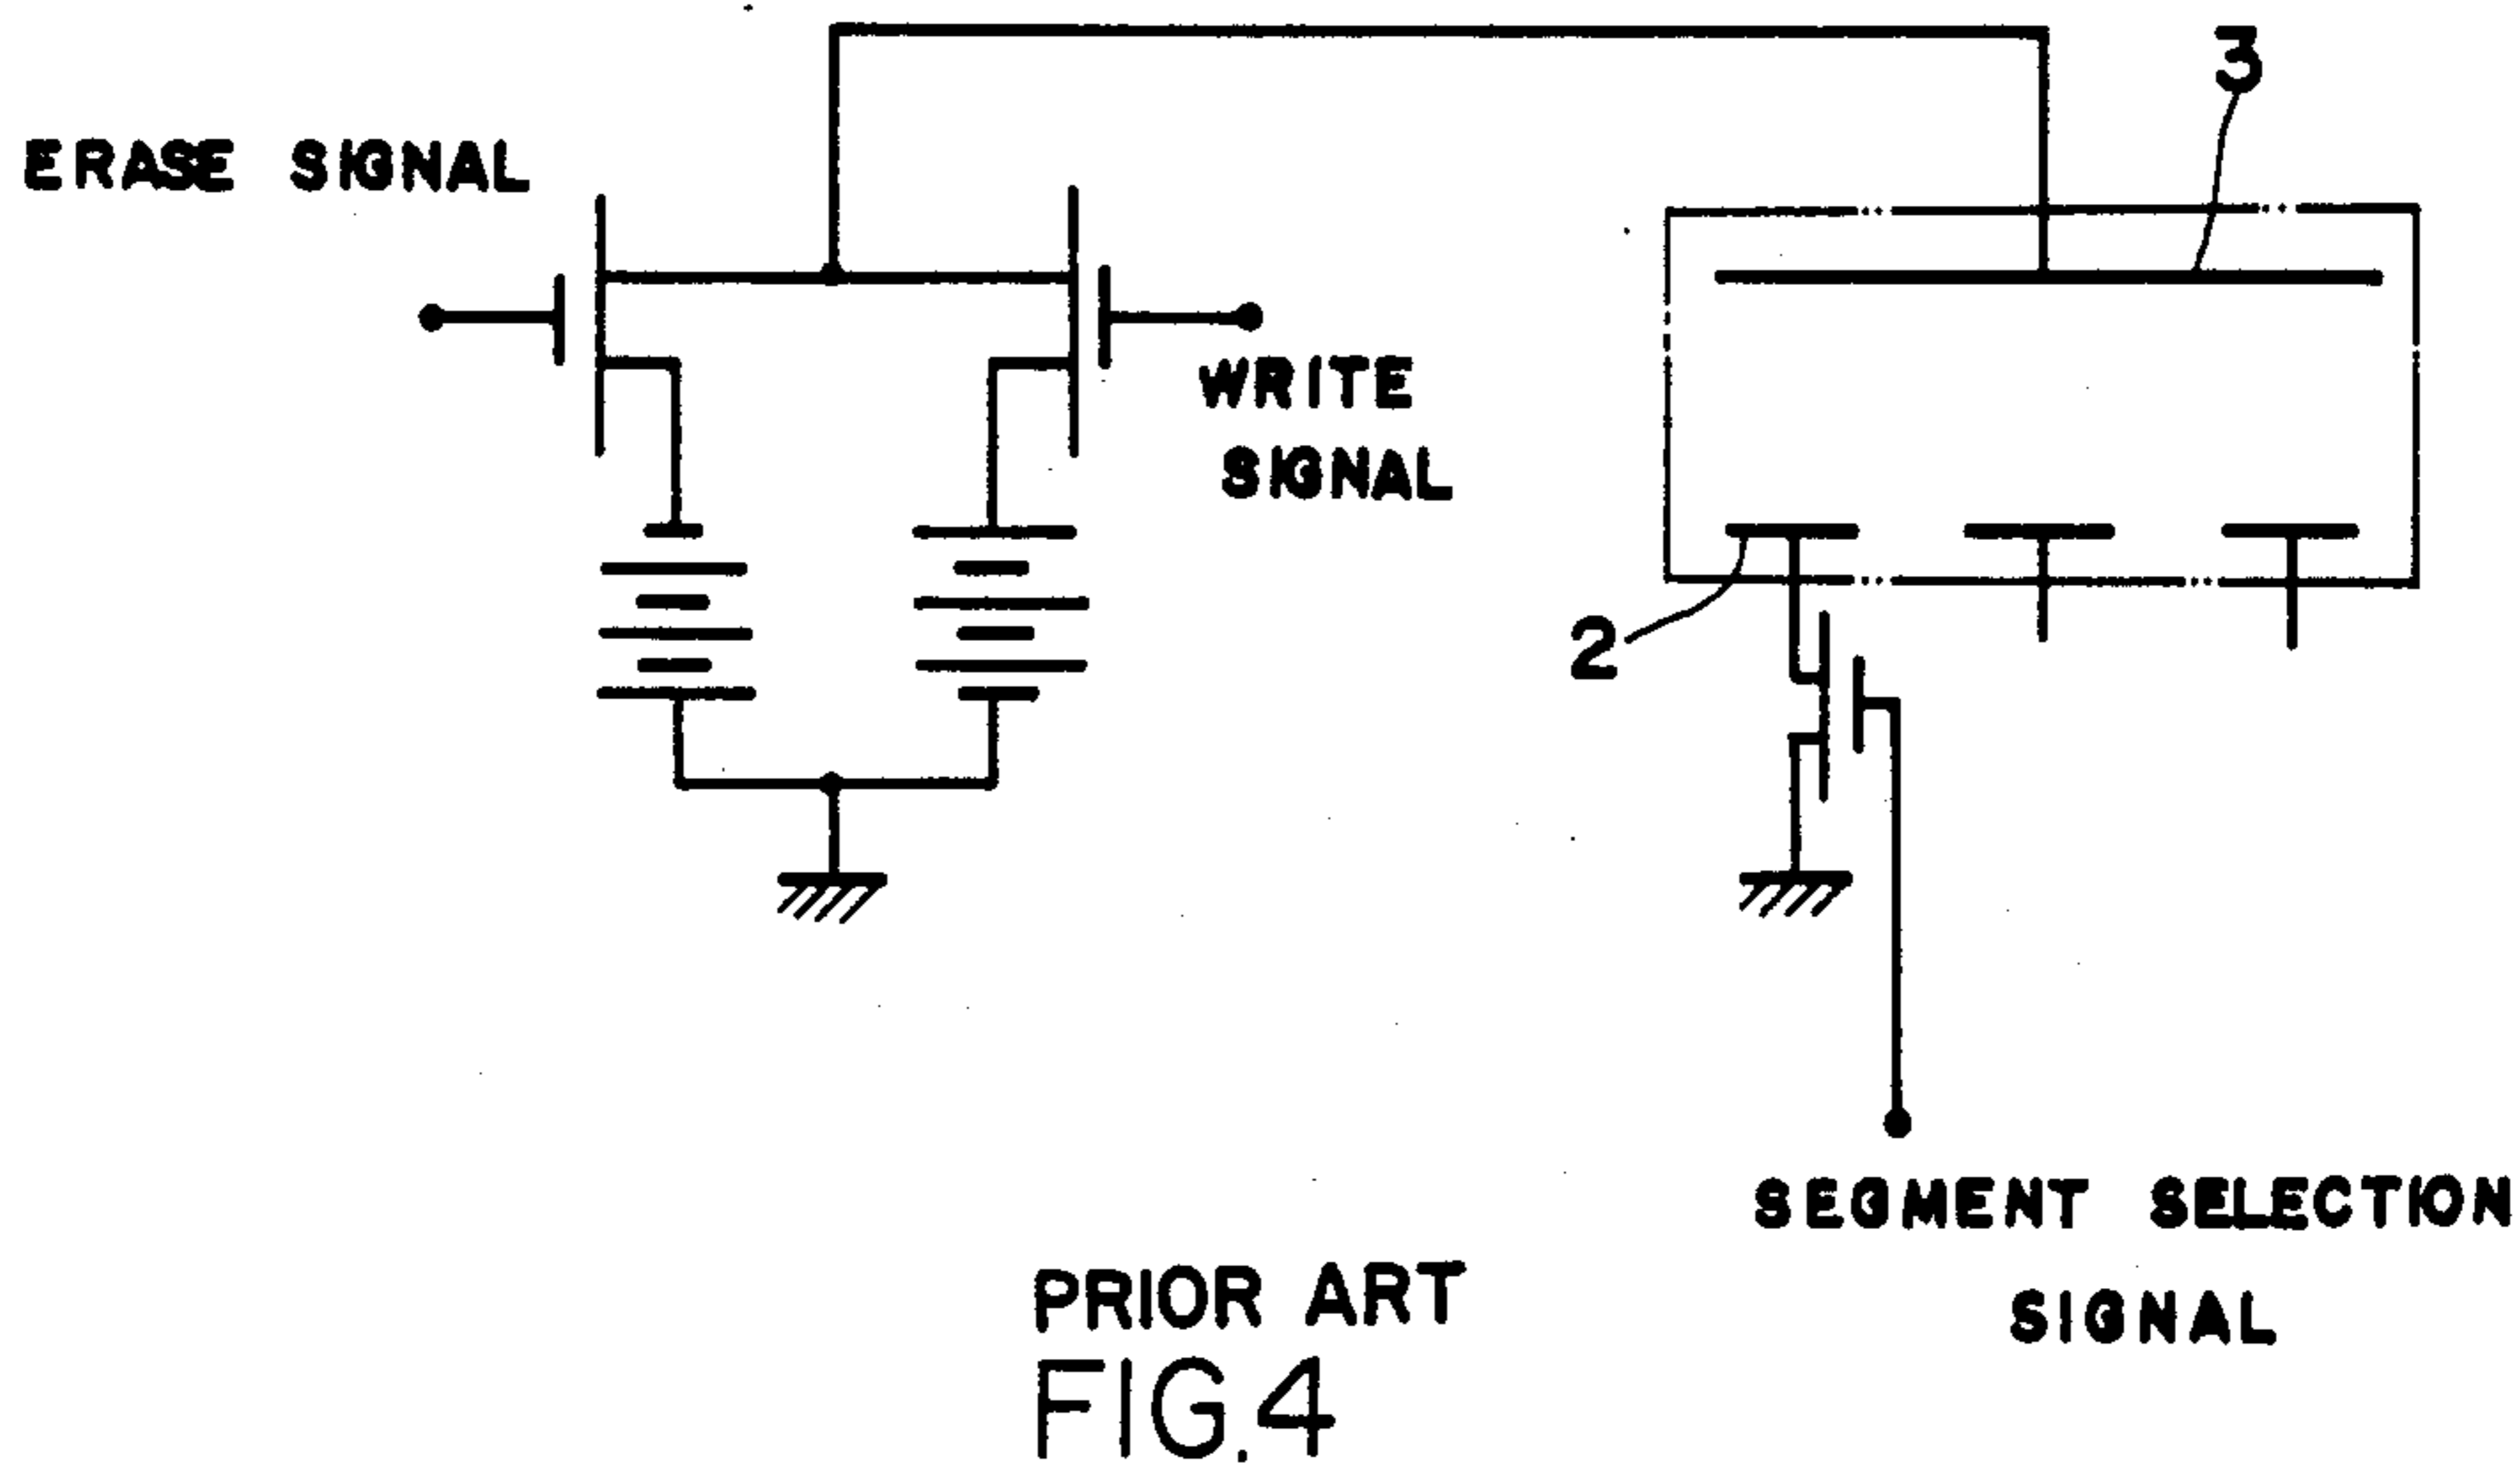 3
ERASE SIGNAL
WRITE
SIGNAL
2
SEGMENT SELECTION
SIGNAL
PRIOR ART
FIG.4